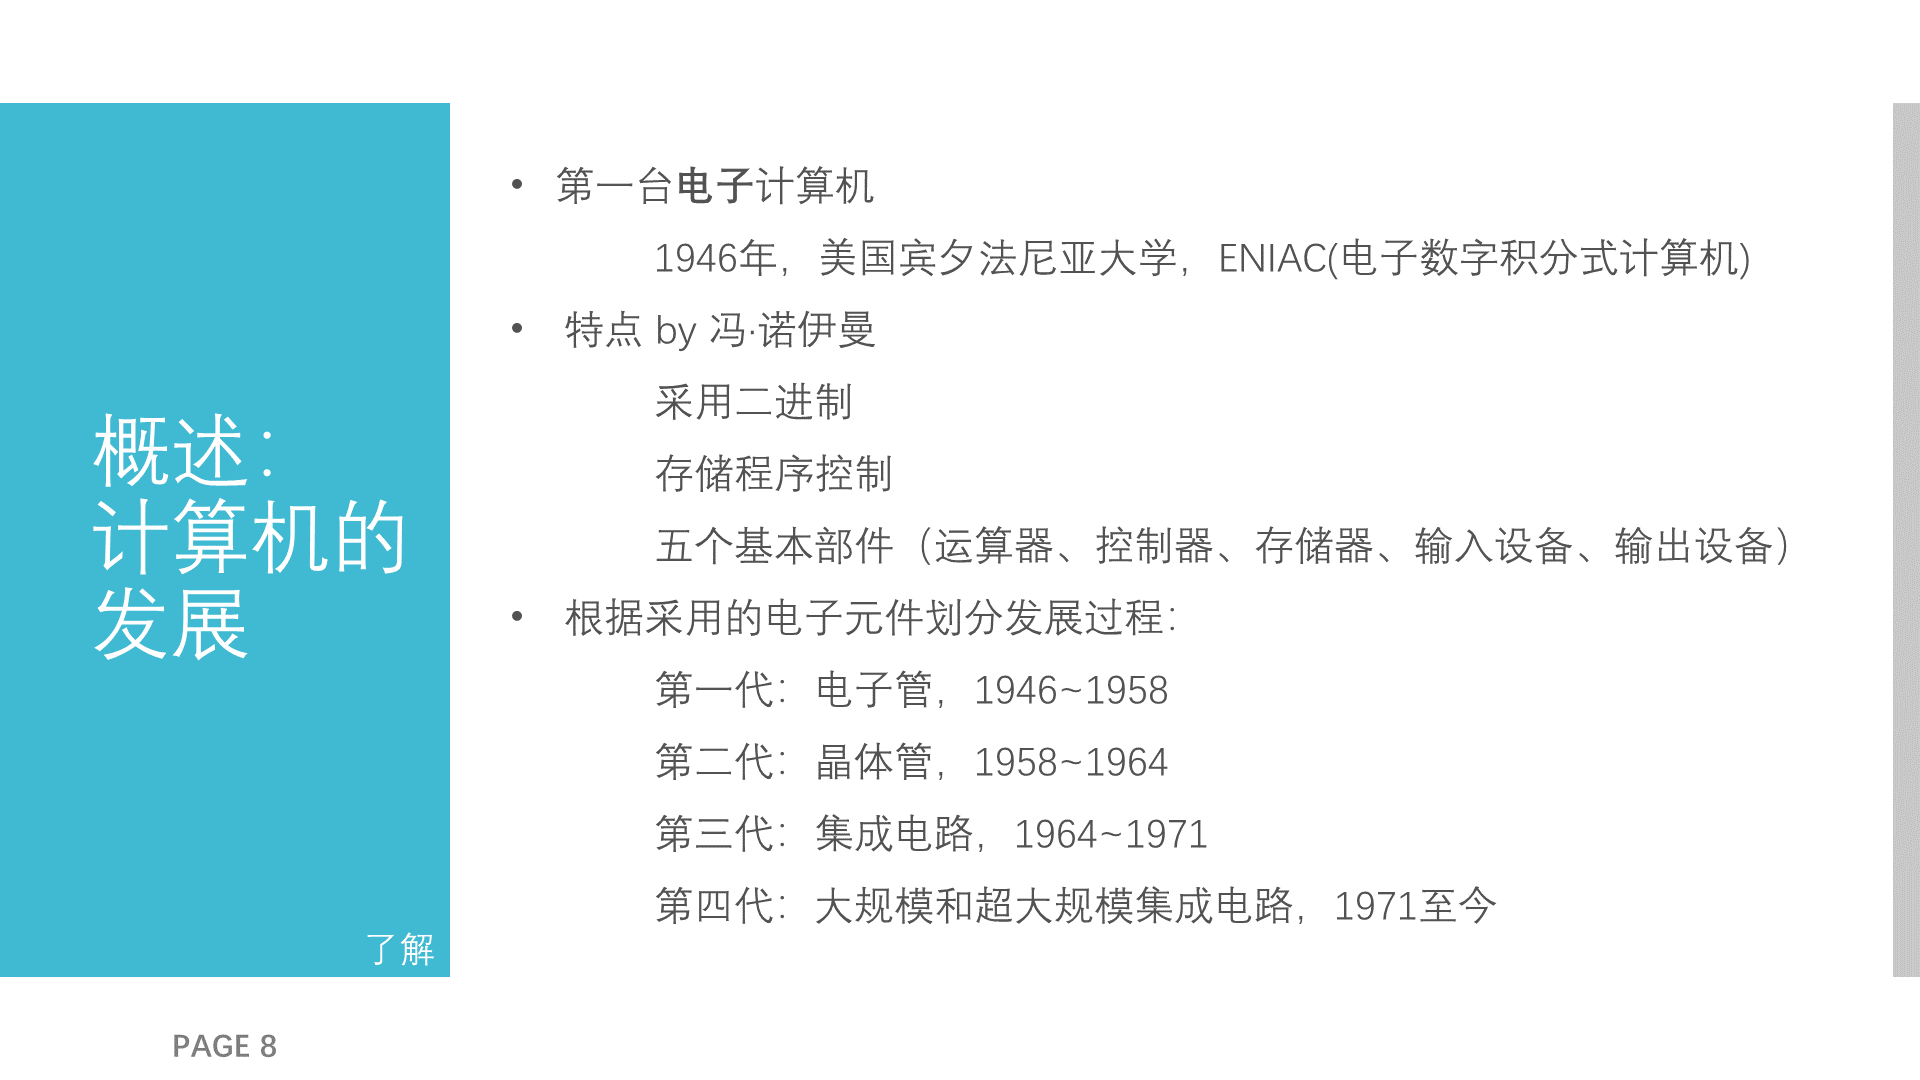 概述：
计算机的
发展
了解
• 第一台电子计算机
1946年，美国宾夕法尼亚大学，ENIAC(电子数字积分式计算机)
• 特点 by 冯·诺伊曼
采用二进制
存储程序控制
五个基本部件（运算器、控制器、存储器、输入设备、输出设备）
• 根据采用的电子元件划分发展过程：
第一代：电子管，1946~1958
第二代：晶体管，1958~1964
第三代：集成电路，1964~1971
第四代：大规模和超大规模集成电路，1971至今
PAGE 8